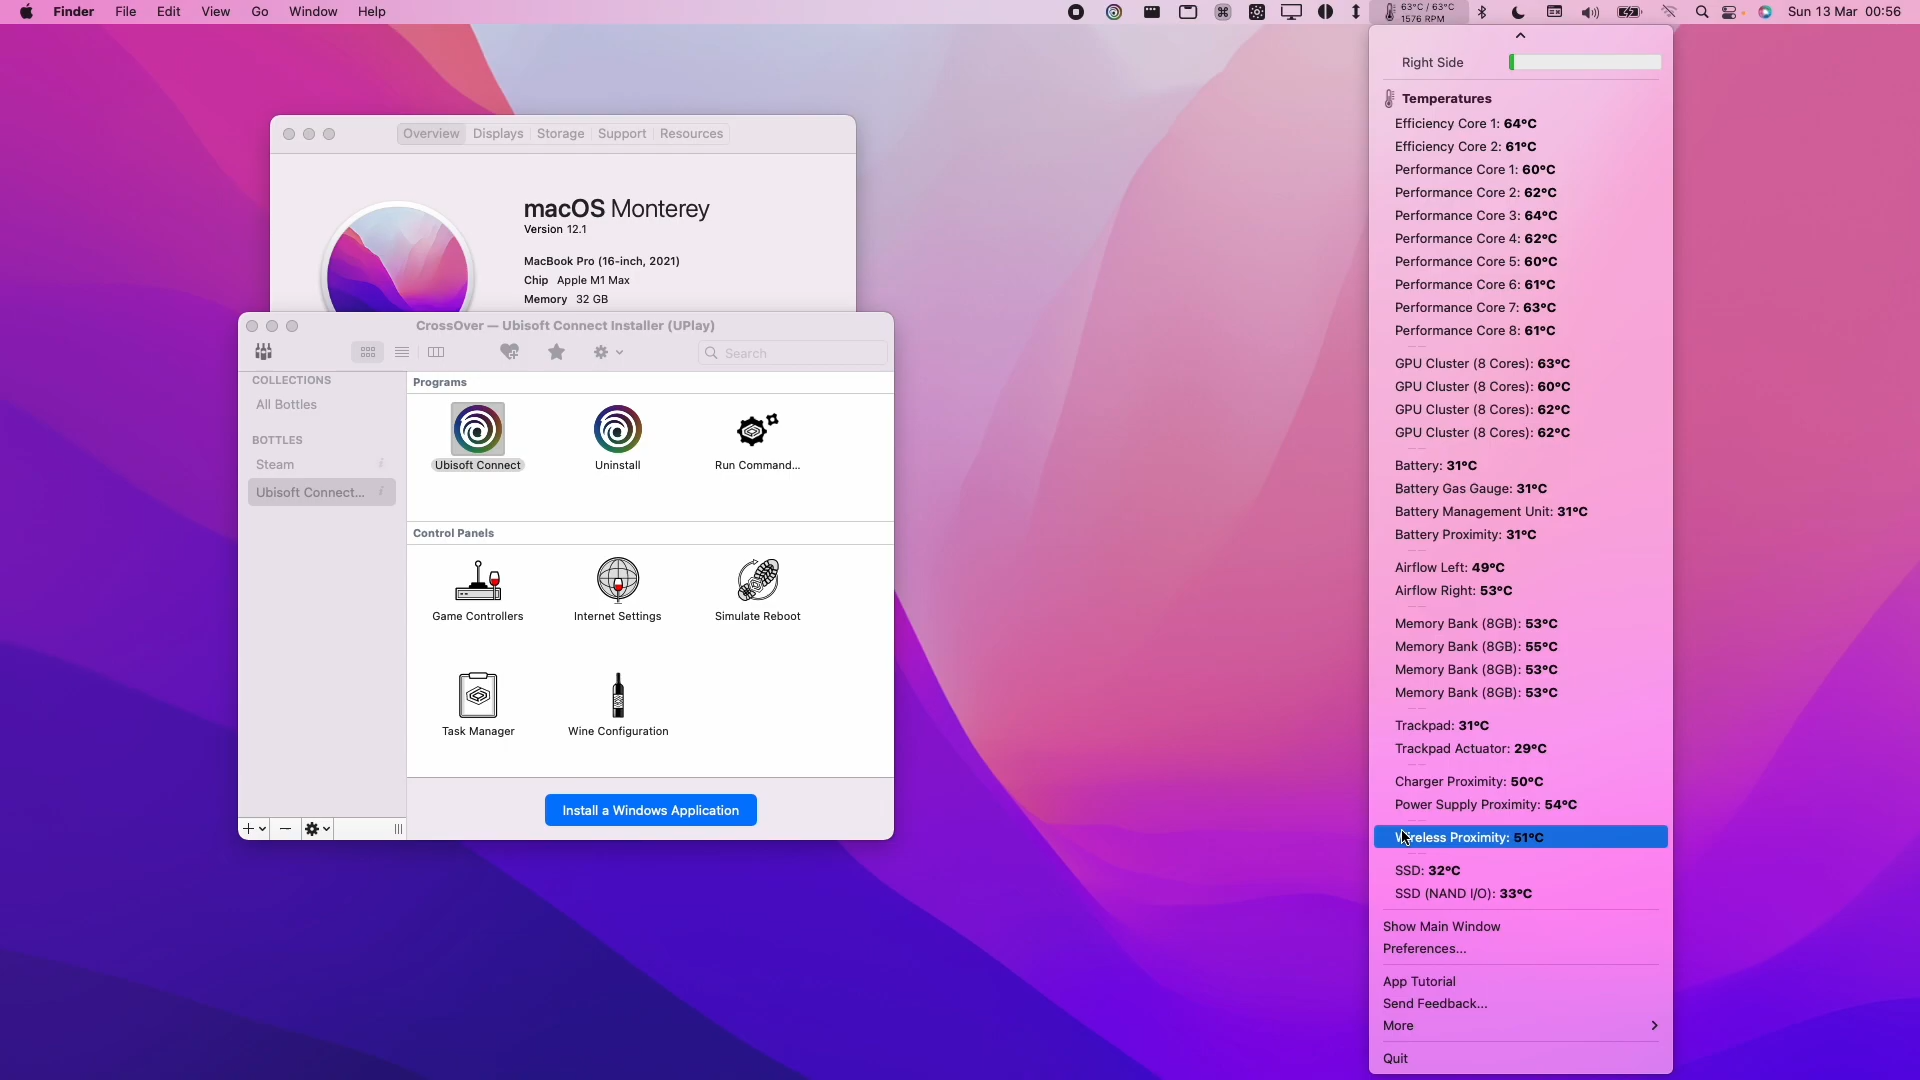 Finder File Edit View Go Window Help
63°C / 63°C
1576 RPM
Sun 13 Mar 00:56
Overview Displays Storage Support Resources
macOS Monterey
Version 12.1
MacBook Pro (16-inch, 2021)
Chip Apple M1 Max
Memory 32 GB
CrossOver — Ubisoft Connect Installer (UPlay)
Search
COLLECTIONS
All Bottles
BOTTLES
Steam
Ubisoft Connect...
Programs
Ubisoft Connect
Uninstall
Run Command...
Control Panels
Game Controllers
Internet Settings
Simulate Reboot
Task Manager
Wine Configuration
Install a Windows Application
Right Side
Temperatures
Efficiency Core 1: 64°C
Efficiency Core 2: 61°C
Performance Core 1: 60°C
Performance Core 2: 62°C
Performance Core 3: 64°C
Performance Core 4: 62°C
Performance Core 5: 60°C
Performance Core 6: 61°C
Performance Core 7: 63°C
Performance Core 8: 61°C
GPU Cluster (8 Cores): 63°C
GPU Cluster (8 Cores): 60°C
GPU Cluster (8 Cores): 62°C
GPU Cluster (8 Cores): 62°C
Battery: 31°C
Battery Gas Gauge: 31°C
Battery Management Unit: 31°C
Battery Proximity: 31°C
Airflow Left: 49°C
Airflow Right: 53°C
Memory Bank (8GB): 53°C
Memory Bank (8GB): 55°C
Memory Bank (8GB): 53°C
Memory Bank (8GB): 53°C
Trackpad: 31°C
Trackpad Actuator: 29°C
Charger Proximity: 50°C
Power Supply Proximity: 54°C
Wireless Proximity: 51°C
SSD: 32°C
SSD (NAND I/O): 33°C
Show Main Window
Preferences...
App Tutorial
Send Feedback...
More
Quit